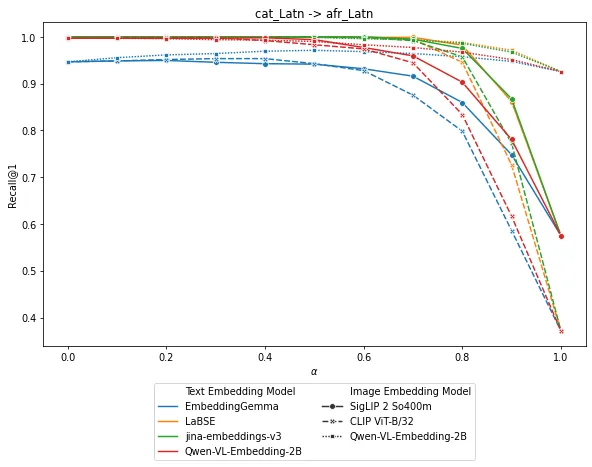 cat_Latn -> afr_Latn
Recall@1
1.0
0.9
0.8
0.7
0.6
0.5
0.4
0.0 0.2 0.4 0.6 0.8 1.0
α
Text Embedding Model Image Embedding Model
EmbeddingGemma SigLIP 2 So400m
LaBSE CLIP ViT-B/32
jina-embeddings-v3 Qwen-VL-Embedding-2B
Qwen-VL-Embedding-2B